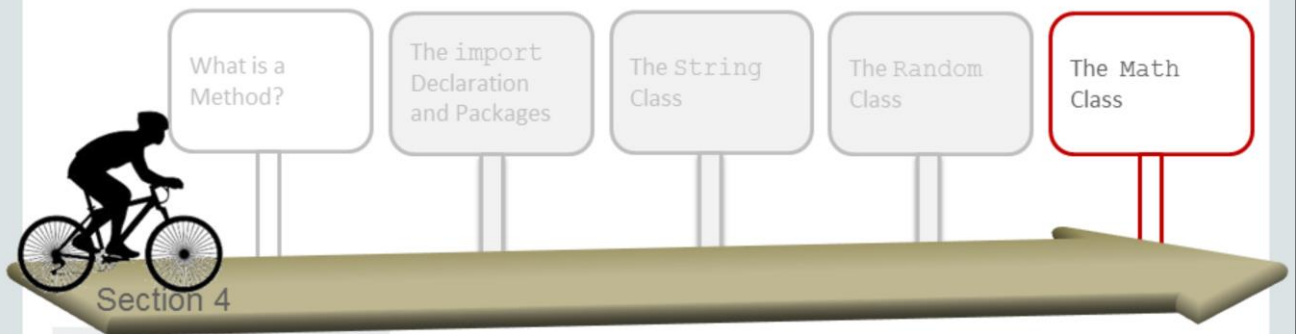 What is a
Method?
The import
Declaration
and Packages
The String
Class
The Random
Class
The Math
Class
Section 4